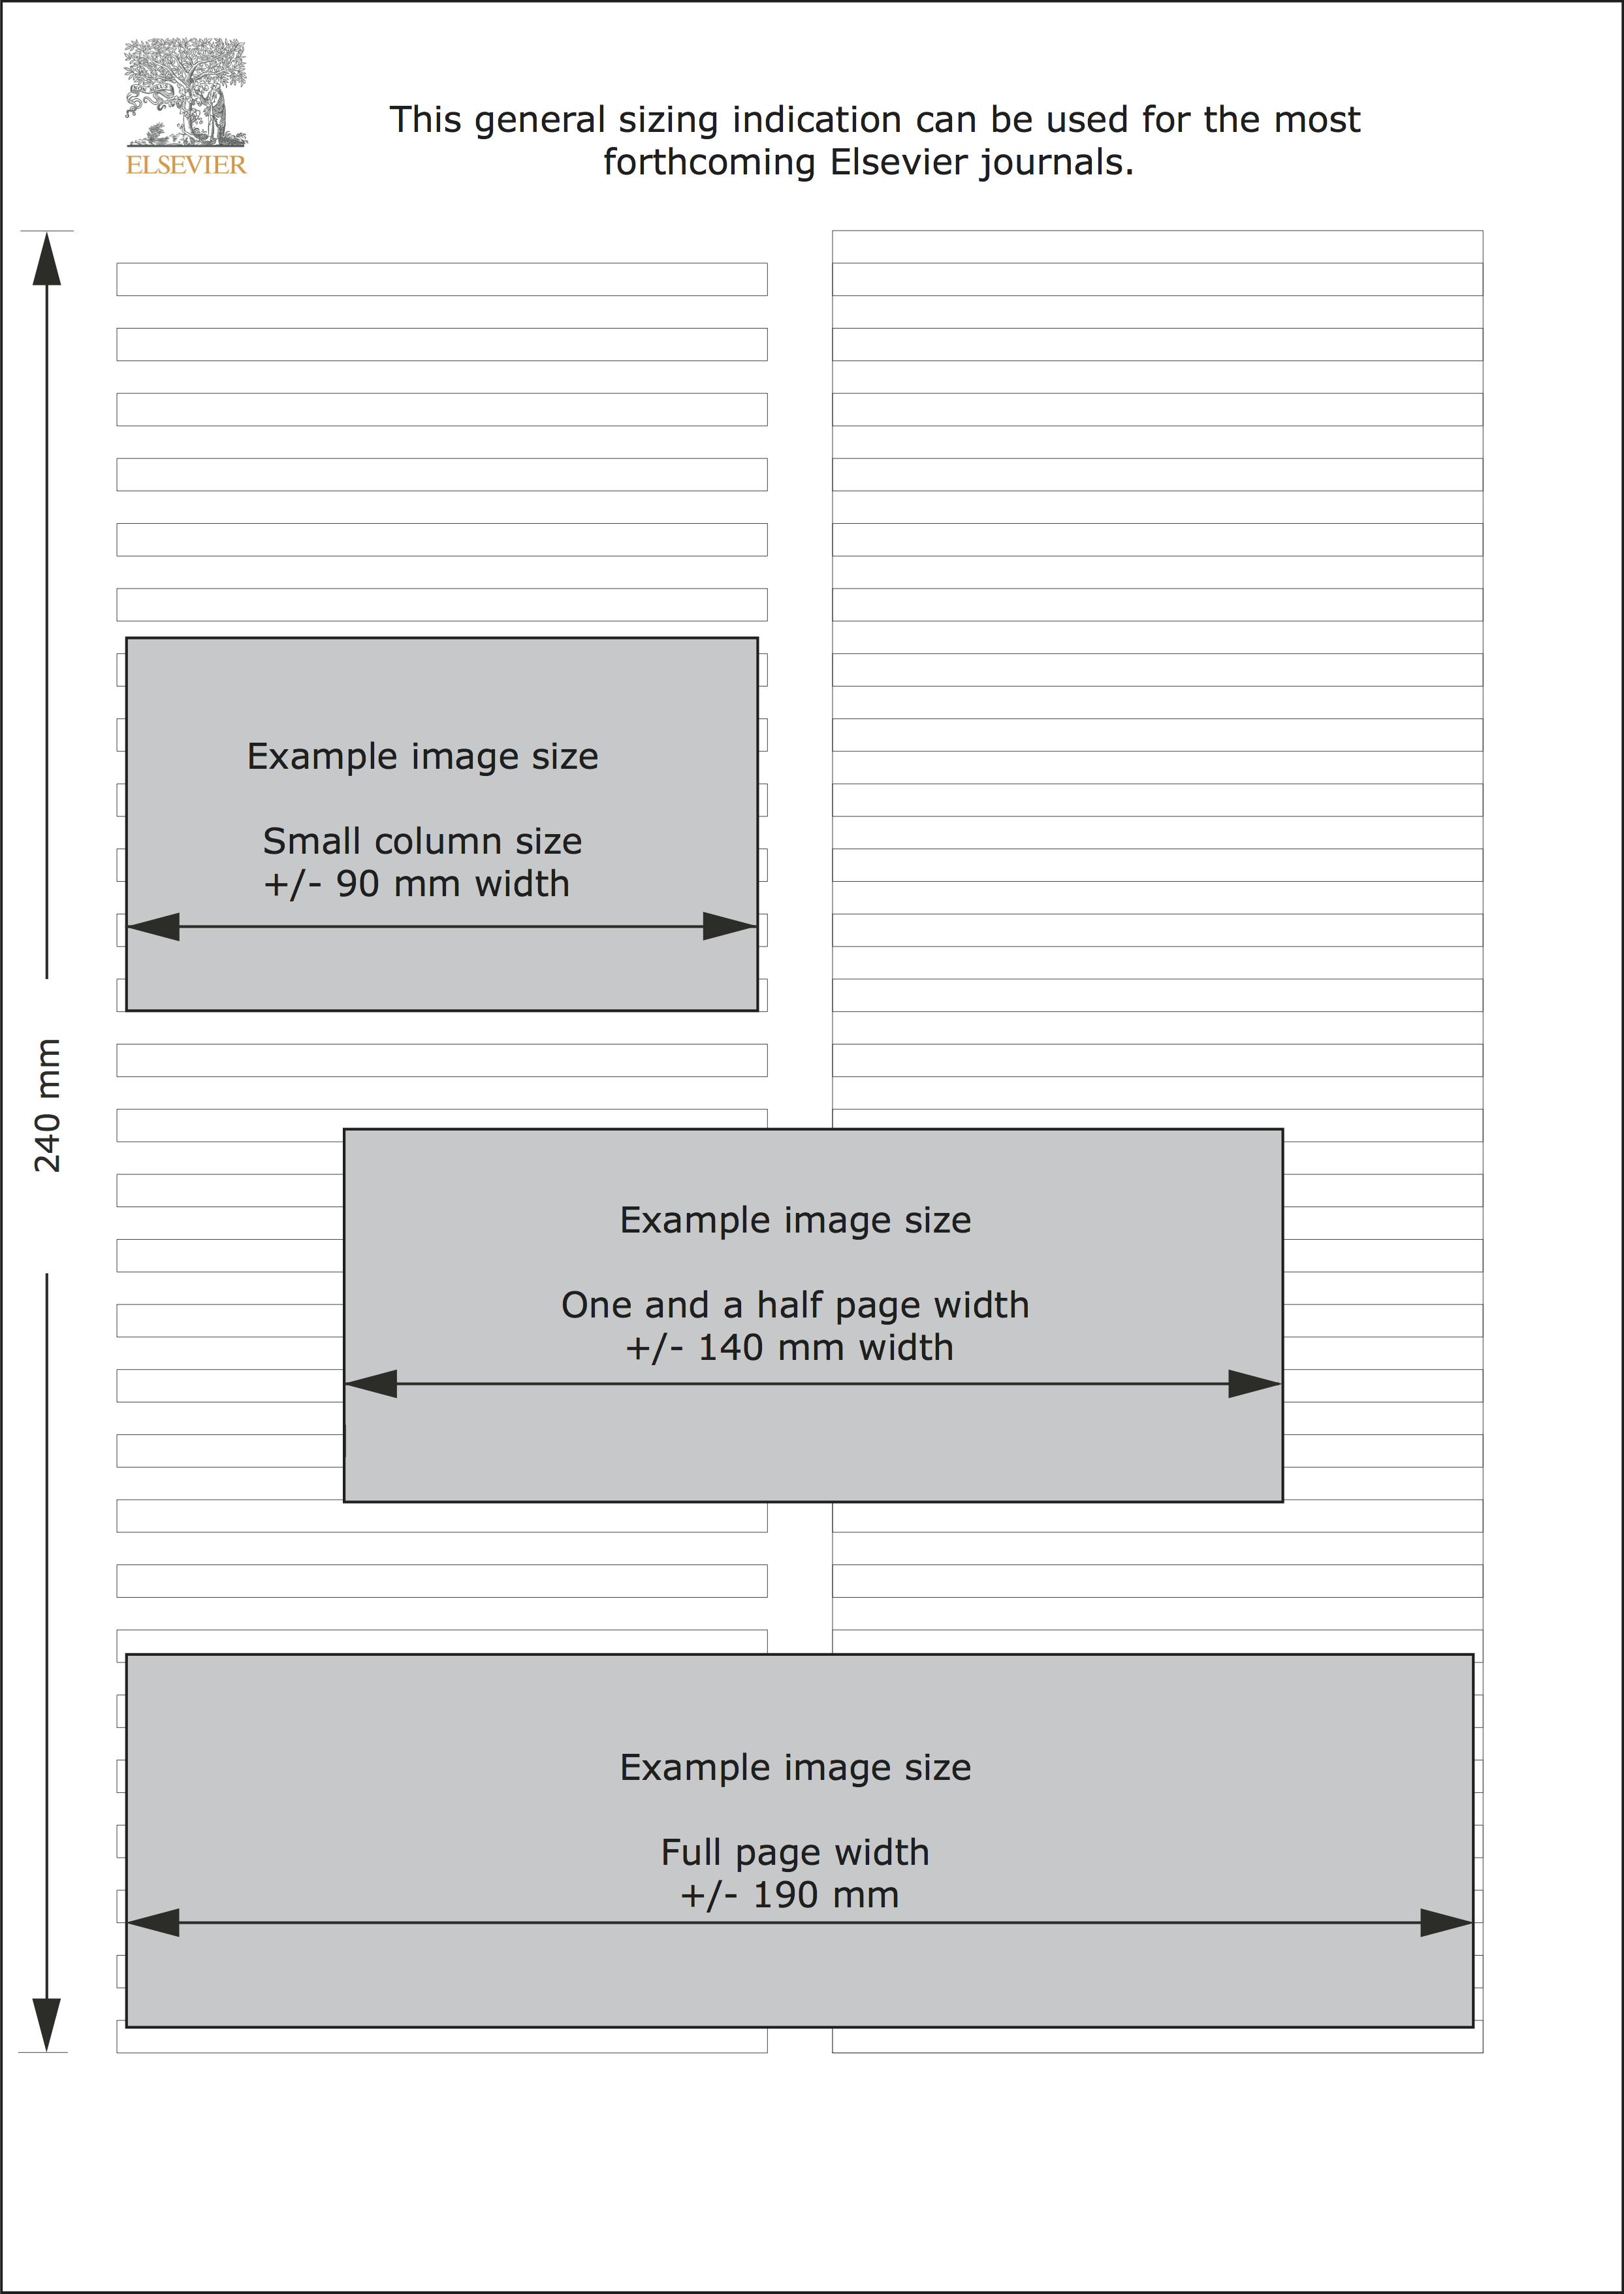 ELSEVIER
This general sizing indication can be used for the most
forthcoming Elsevier journals.
Example image size
Small column size
+/- 90 mm width
240 mm
Example image size
One and a half page width
+/- 140 mm width
Example image size
Full page width
+/- 190 mm